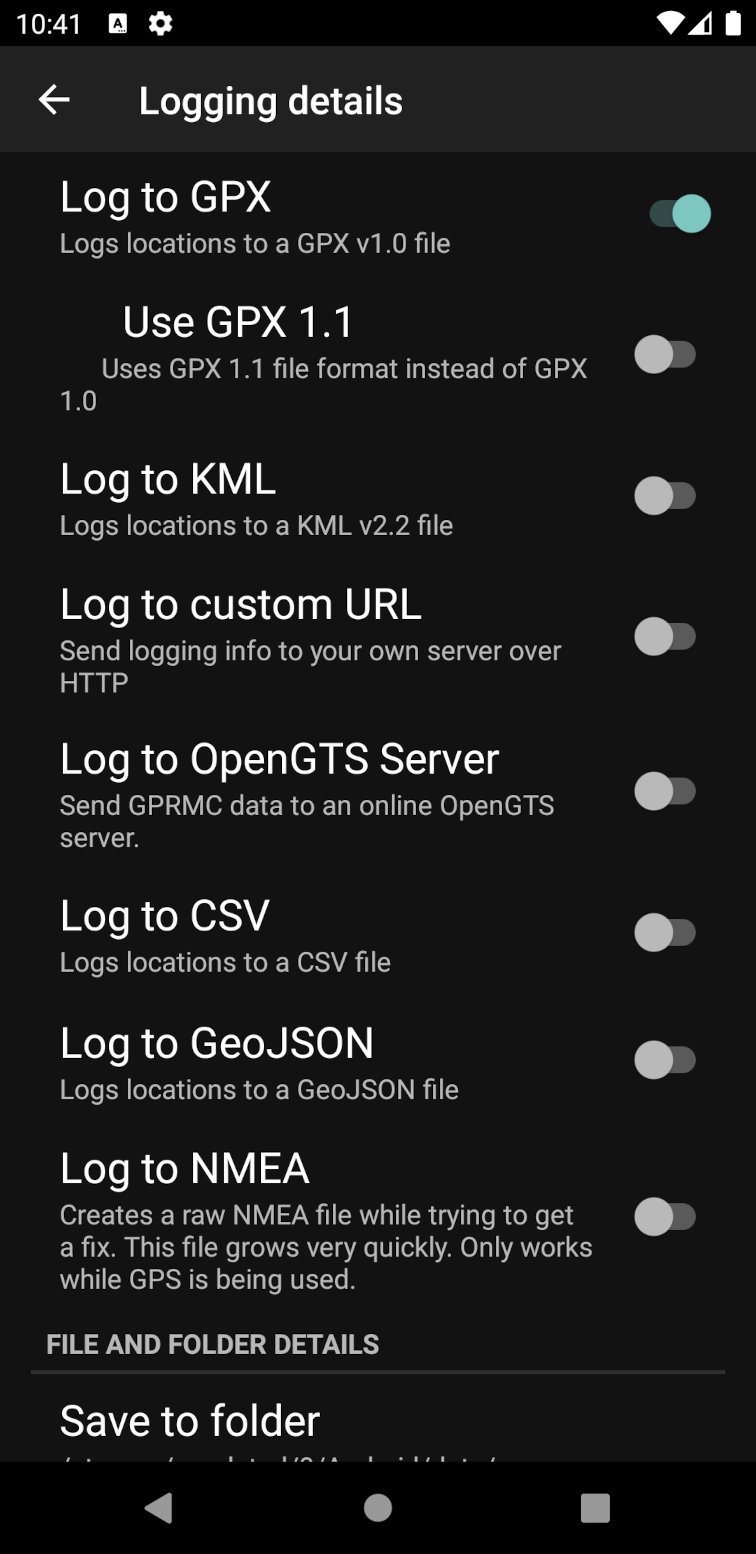 10:41
Logging details
Log to GPX
Logs locations to a GPX v1.0 file
Use GPX 1.1
Uses GPX 1.1 file format instead of GPX
1.0
Log to KML
Logs locations to a KML v2.2 file
Log to custom URL
Send logging info to your own server over
HTTP
Log to OpenGTS Server
Send GPRMC data to an online OpenGTS
server.
Log to CSV
Logs locations to a CSV file
Log to GeoJSON
Logs locations to a GeoJSON file
Log to NMEA
Creates a raw NMEA file while trying to get
a fix. This file grows very quickly. Only works
while GPS is being used.
FILE AND FOLDER DETAILS
Save to folder